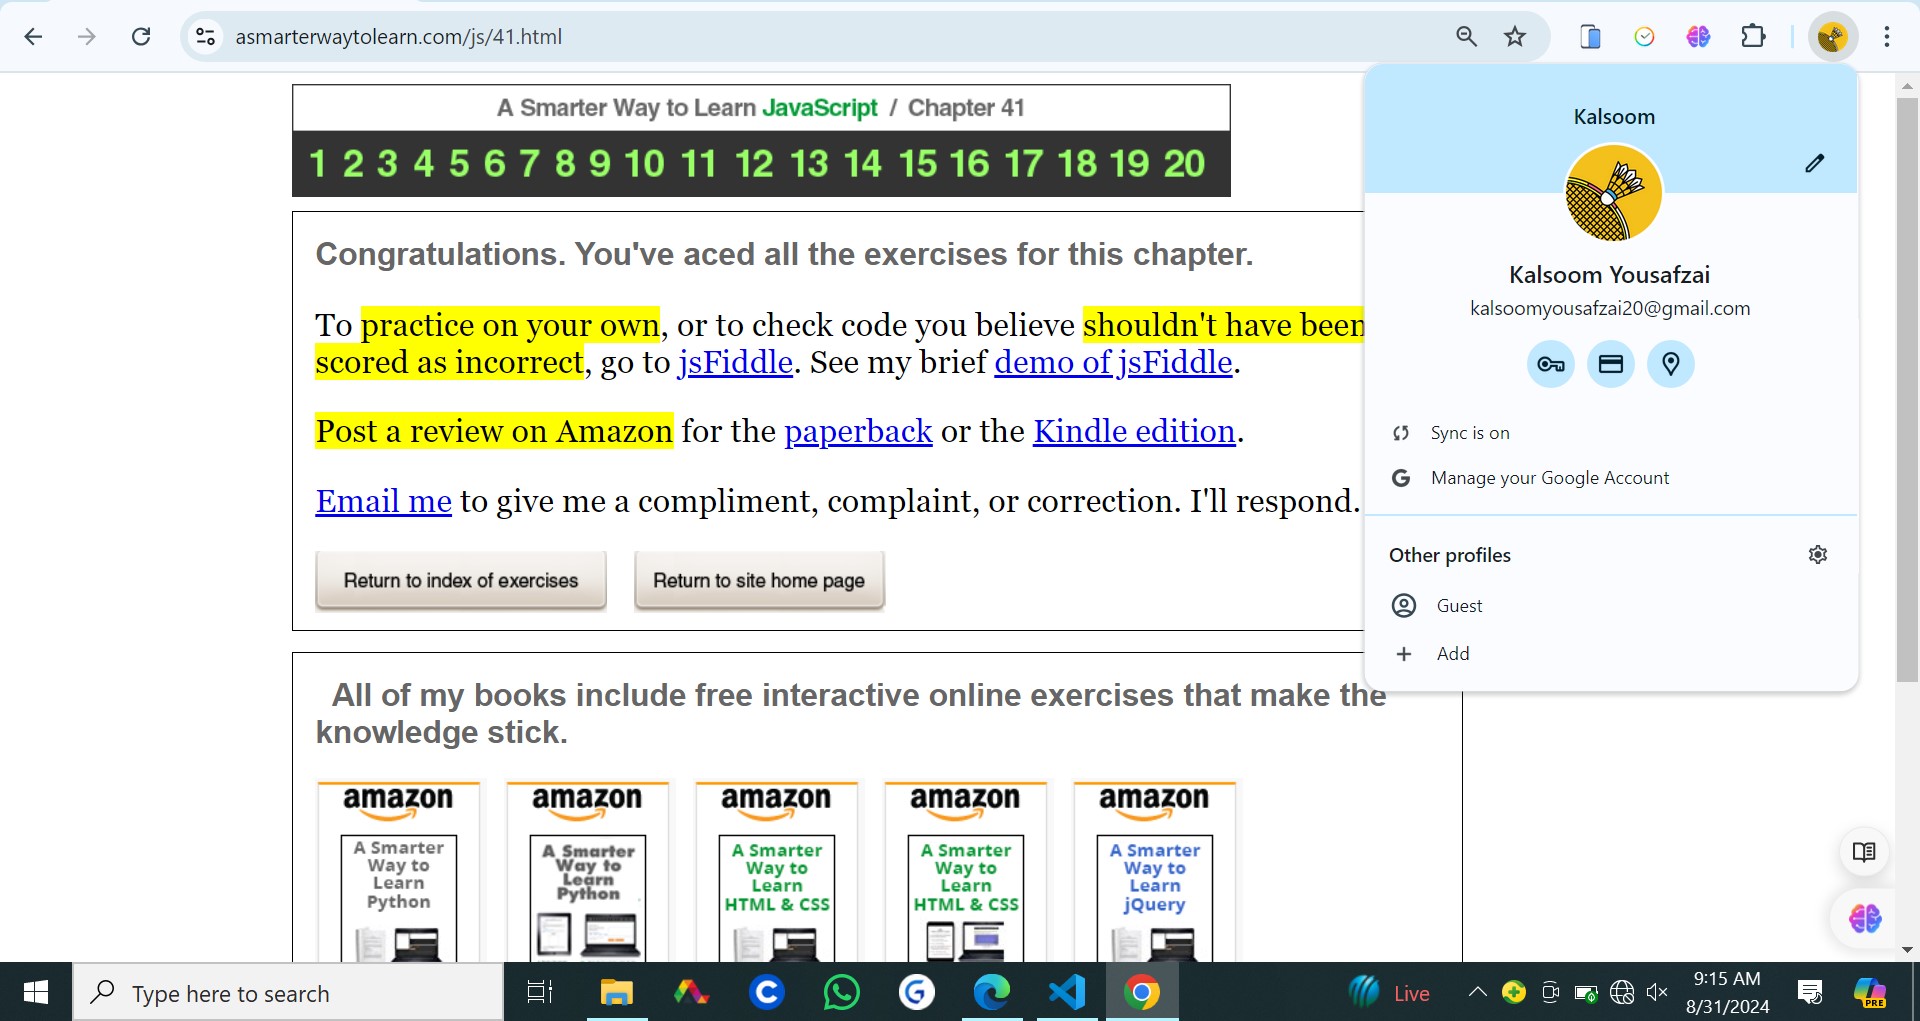 asmarterwaytolearn.com/js/41.html
A Smarter Way to Learn JavaScript / Chapter 41
1 2 3 4 5 6 7 8 9 10 11 12 13 14 15 16 17 18 19 20
Congratulations. You've aced all the exercises for this chapter.
To practice on your own, or to check code you believe shouldn't have been
scored as incorrect, go to jsFiddle. See my brief demo of jsFiddle.
Post a review on Amazon for the paperback or the Kindle edition.
Email me to give me a compliment, complaint, or correction. I'll respond.
Return to index of exercises
Return to site home page
Kalsoom
Kalsoom Yousafzai
kalsoomyousafzai20@gmail.com
Sync is on
Manage your Google Account
Other profiles
Guest
Add
All of my books include free interactive online exercises that make the
knowledge stick.
amazon
A Smarter
Way to
Learn
Python
amazon
A Smarter
Way to
Learn
Python
amazon
A Smarter
Way to
Learn
HTML & CSS
amazon
A Smarter
Way to
Learn
HTML & CSS
amazon
A Smarter
Way to
Learn
jQuery
Type here to search
Live
9:15 AM
8/31/2024
PRE